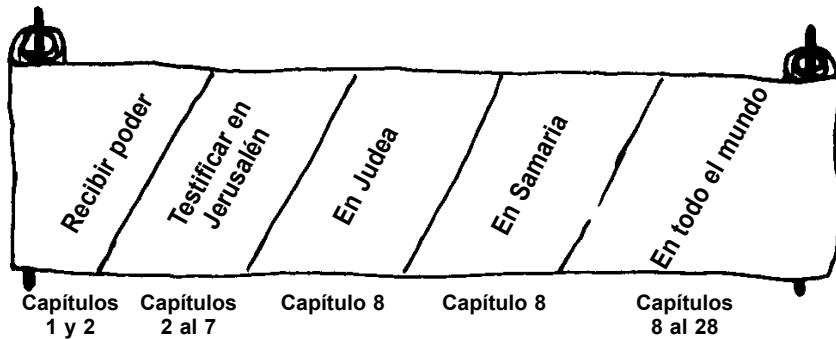 Recibir poder
Testificar en
Jerusalén
En Judea
En Samaria
En todo el mundo
Capítulos
1 y 2
Capítulos
2 al 7
Capítulo 8
Capítulo 8
Capítulos
8 al 28